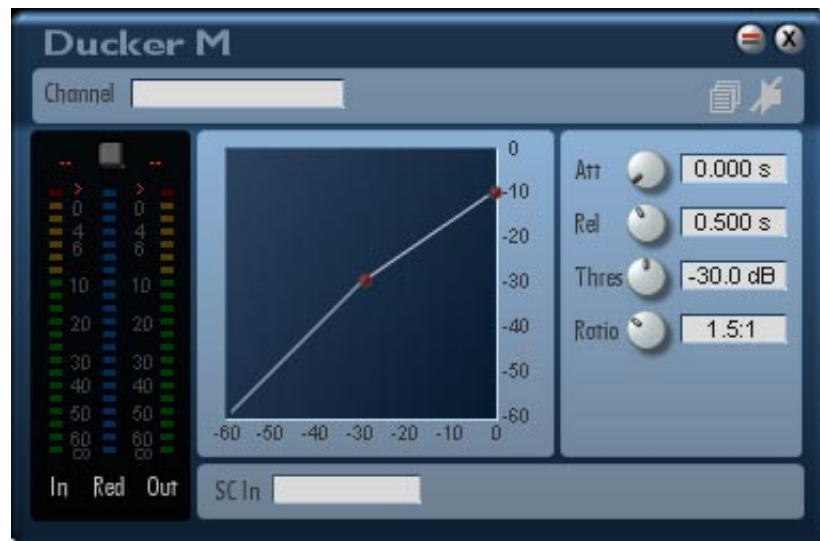 Ducker M
Channel
-- --
> >
0 0
4 4
6 6
10 10
20 20
30 30
40 40
50 50
60 60
∞ ∞
In Red Out
0
-10
-20
-30
-40
-50
-60
-60 -50 -40 -30 -20 -10 0
Att 0.000 s
Rel 0.500 s
Thres -30.0 dB
Ratio 1.5:1
SC In